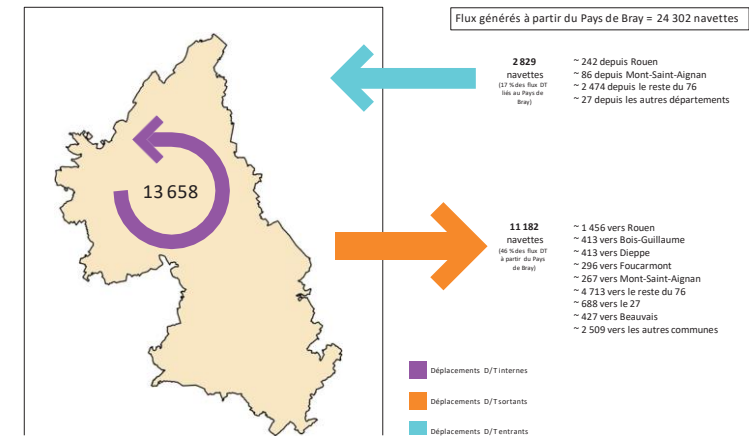 Flux générés à partir du Pays de Bray = 24 302 navettes
2 829
navettes
(17 % des flux DT
liés au Pays de
Bray)
~ 242 depuis Rouen
~ 86 depuis Mont-Saint-Aignan
~ 2 474 depuis le reste du 76
~ 27 depuis les autres départements
13 658
11 182
navettes
(46 % des flux DT
à partir du Pays
de Bray)
~ 1 456 vers Rouen
~ 413 vers Bois-Guillaume
~ 413 vers Dieppe
~ 296 vers Foucarmont
~ 267 vers Mont-Saint-Aignan
~ 4 713 vers le reste du 76
~ 688 vers le 27
~ 427 vers Beauvais
~ 2 509 vers les autres communes
Déplacements D/T internes
Déplacements D/T sortants
Déplacements D/T entrants